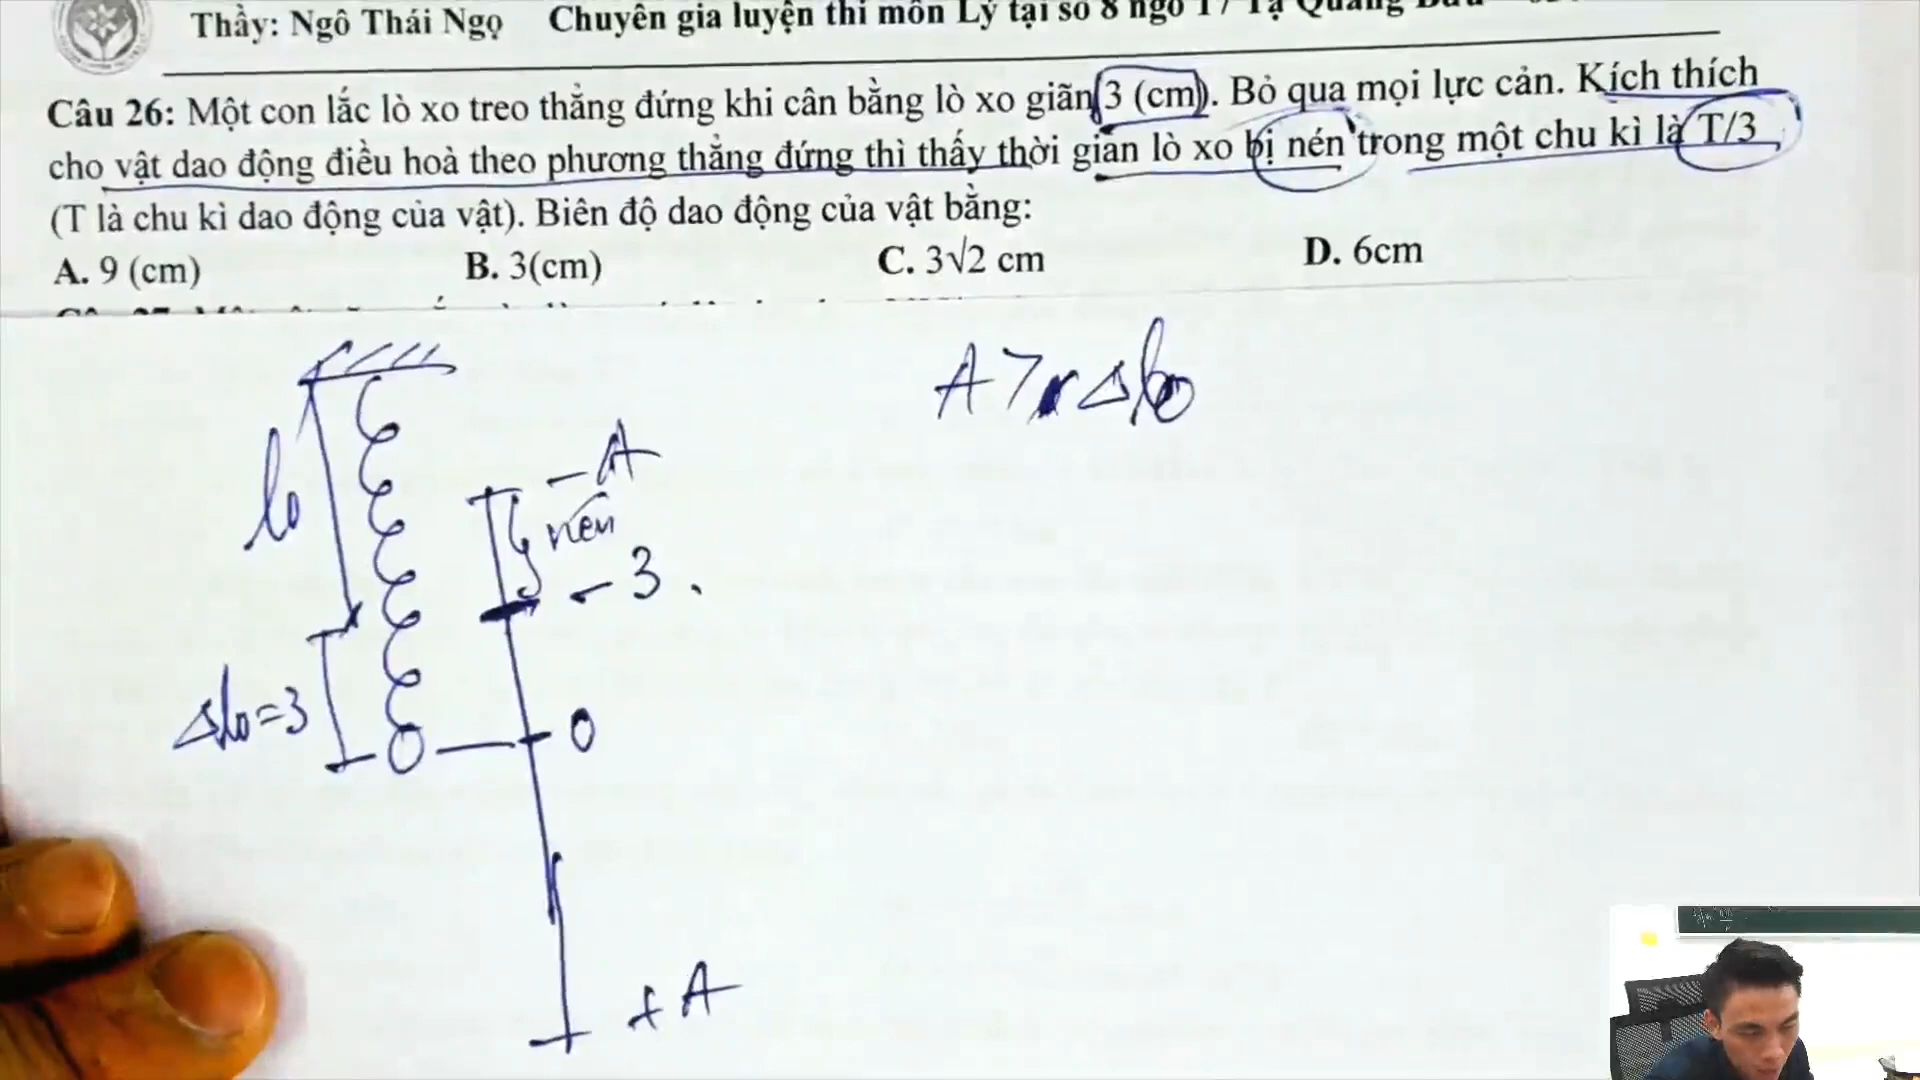 Thầy: Ngô Thái Ngọ Chuyên gia luyện thi môn Lý tại số 8 ngõ 17 Tạ Quang
Câu 26: Một con lắc lò xo treo thẳng đứng khi cân bằng lò xo giãn 3 (cm). Bỏ qua mọi lực cản. Kích thích
cho vật dao động điều hoà theo phương thẳng đứng thì thấy thời gian lò xo bị nén trong một chu kì là T/3
(T là chu kì dao động của vật). Biên độ dao động của vật bằng:
A. 9 (cm) B. 3(cm) C. 3√2 cm D. 6cm
A > Δl0
-A
l0
nén
-3
Δl0=3
O
+A